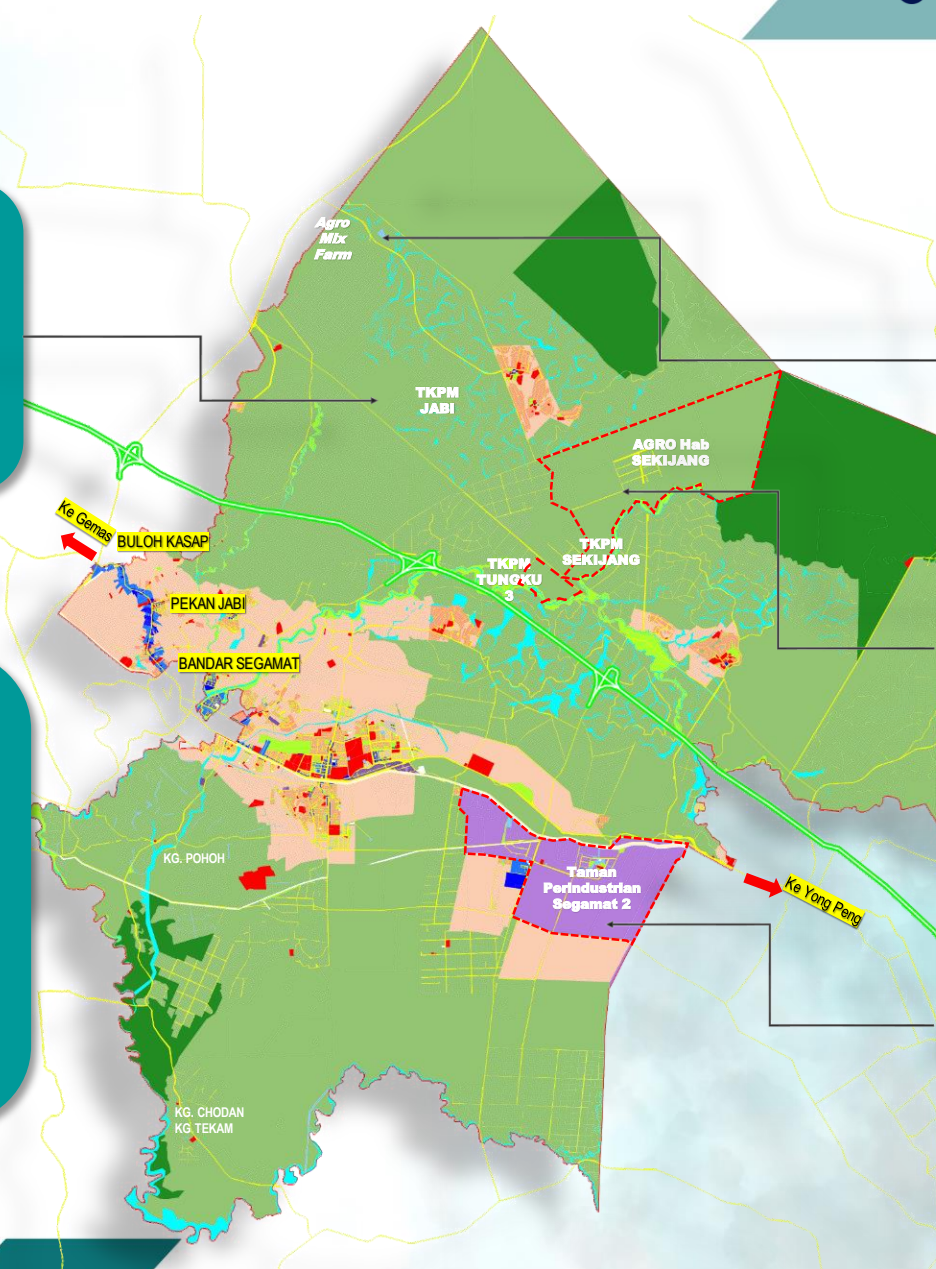 Agro
Mix
Farm
TKPM
JABI
AGRO Hab
SEKIJANG
Ke Gemas
BULOH KASAP
TKPM
SEKIJANG
TKPM
TUNGKU
3
PEKAN JABI
BANDAR SEGAMAT
KG. POHOH
Taman
Perindustrian
Segamat 2
Ke Yong Peng
KG. CHODAN
KG TEKAM